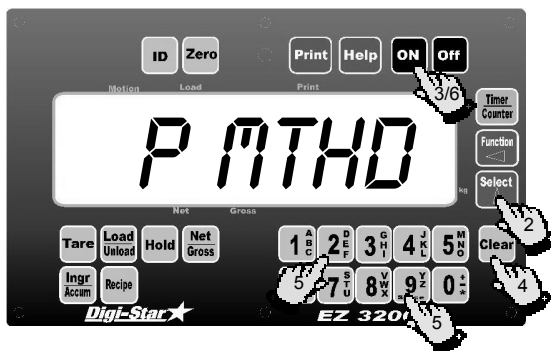 ID Zero Print Help ON Off
Motion Load Print
3/6
Timer
Counter
P MTHD
Function
Select
kg
Net Gross
2
Tare Load
Unload Hold Net
Gross
1 ABC 2 DEF 3 GHI 4 JKL 5 MNO Clear
Ingr
Accum Recipe
5 7 STU 8 VWX 9 YZ 0 4
5
Digi-Star EZ 320